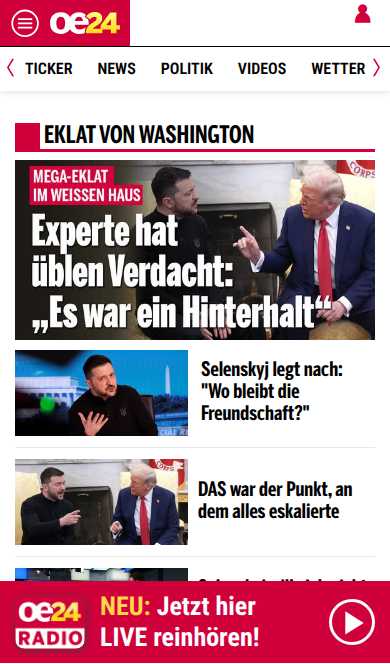 oe24
TICKER NEWS POLITIK VIDEOS WETTER
EKLAT VON WASHINGTON
MEGA-EKLAT
IM WEISSEN HAUS
Experte hat
üblen Verdacht:
„Es war ein Hinterhalt“
Selenskyj legt nach:
"Wo bleibt die
Freundschaft?"
DAS war der Punkt, an
dem alles eskalierte
oe24
RADIO
NEU: Jetzt hier
LIVE reinhören!